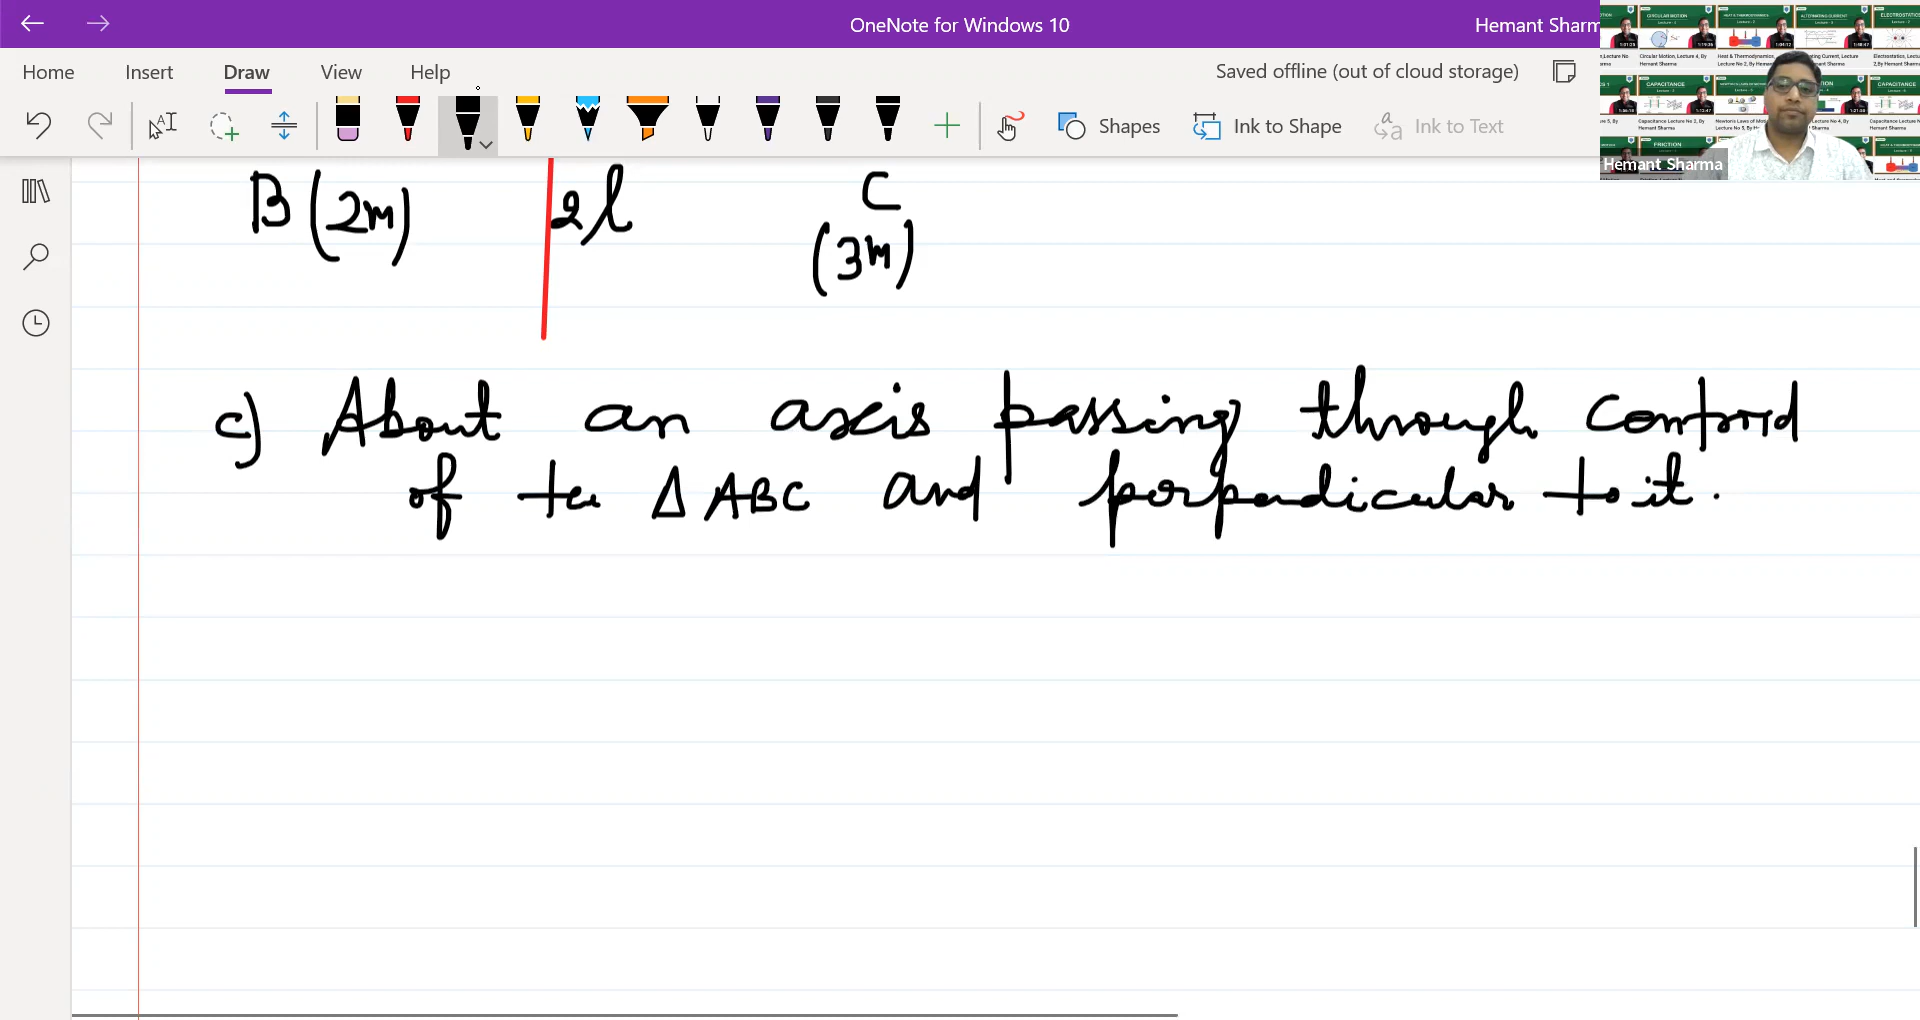 OneNote for Windows 10
Hemant Sharm
Home Insert Draw View Help
Saved offline (out of cloud storage)
Shapes Ink to Shape Ink to Text
Hemant Sharma
B (2m) 2l C
(3m)
c) About an axis passing through centroid
of the Δ ABC and perpendicular to it.